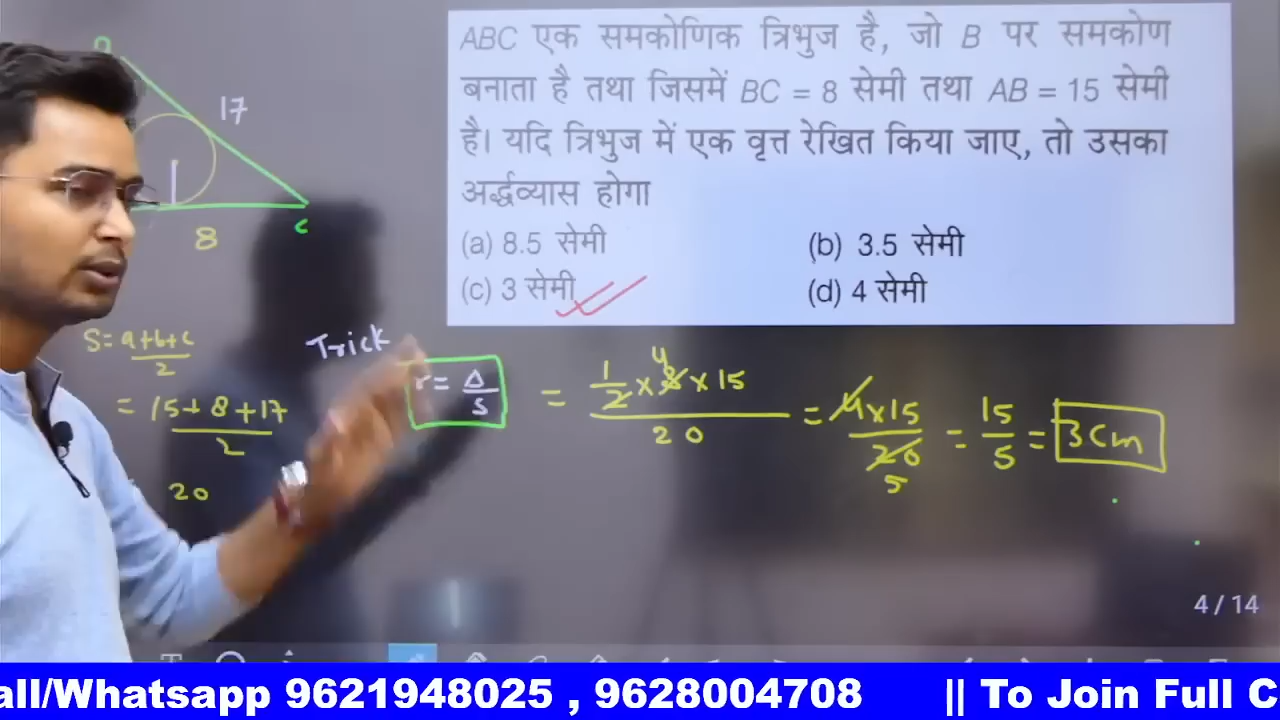 ABC एक समकोणिक त्रिभुज है, जो B पर समकोण
बनाता है तथा जिसमें BC = 8 सेमी तथा AB = 15 सेमी
है। यदि त्रिभुज में एक वृत्त रेखित किया जाए, तो उसका
अर्द्धव्यास होगा
(a) 8.5 सेमी (b) 3.5 सेमी
(c) 3 सेमी (d) 4 सेमी
17
8
C
S = a+b+c / 2
= 15+8+17 / 2
20
Trick
r = Δ / S = 1/2 × 8 × 15 / 20 = 4×15 / 20 = 15 / 5 = 3cm
4
5
4 / 14
all/Whatsapp 9621948025 , 9628004708 || To Join Full C